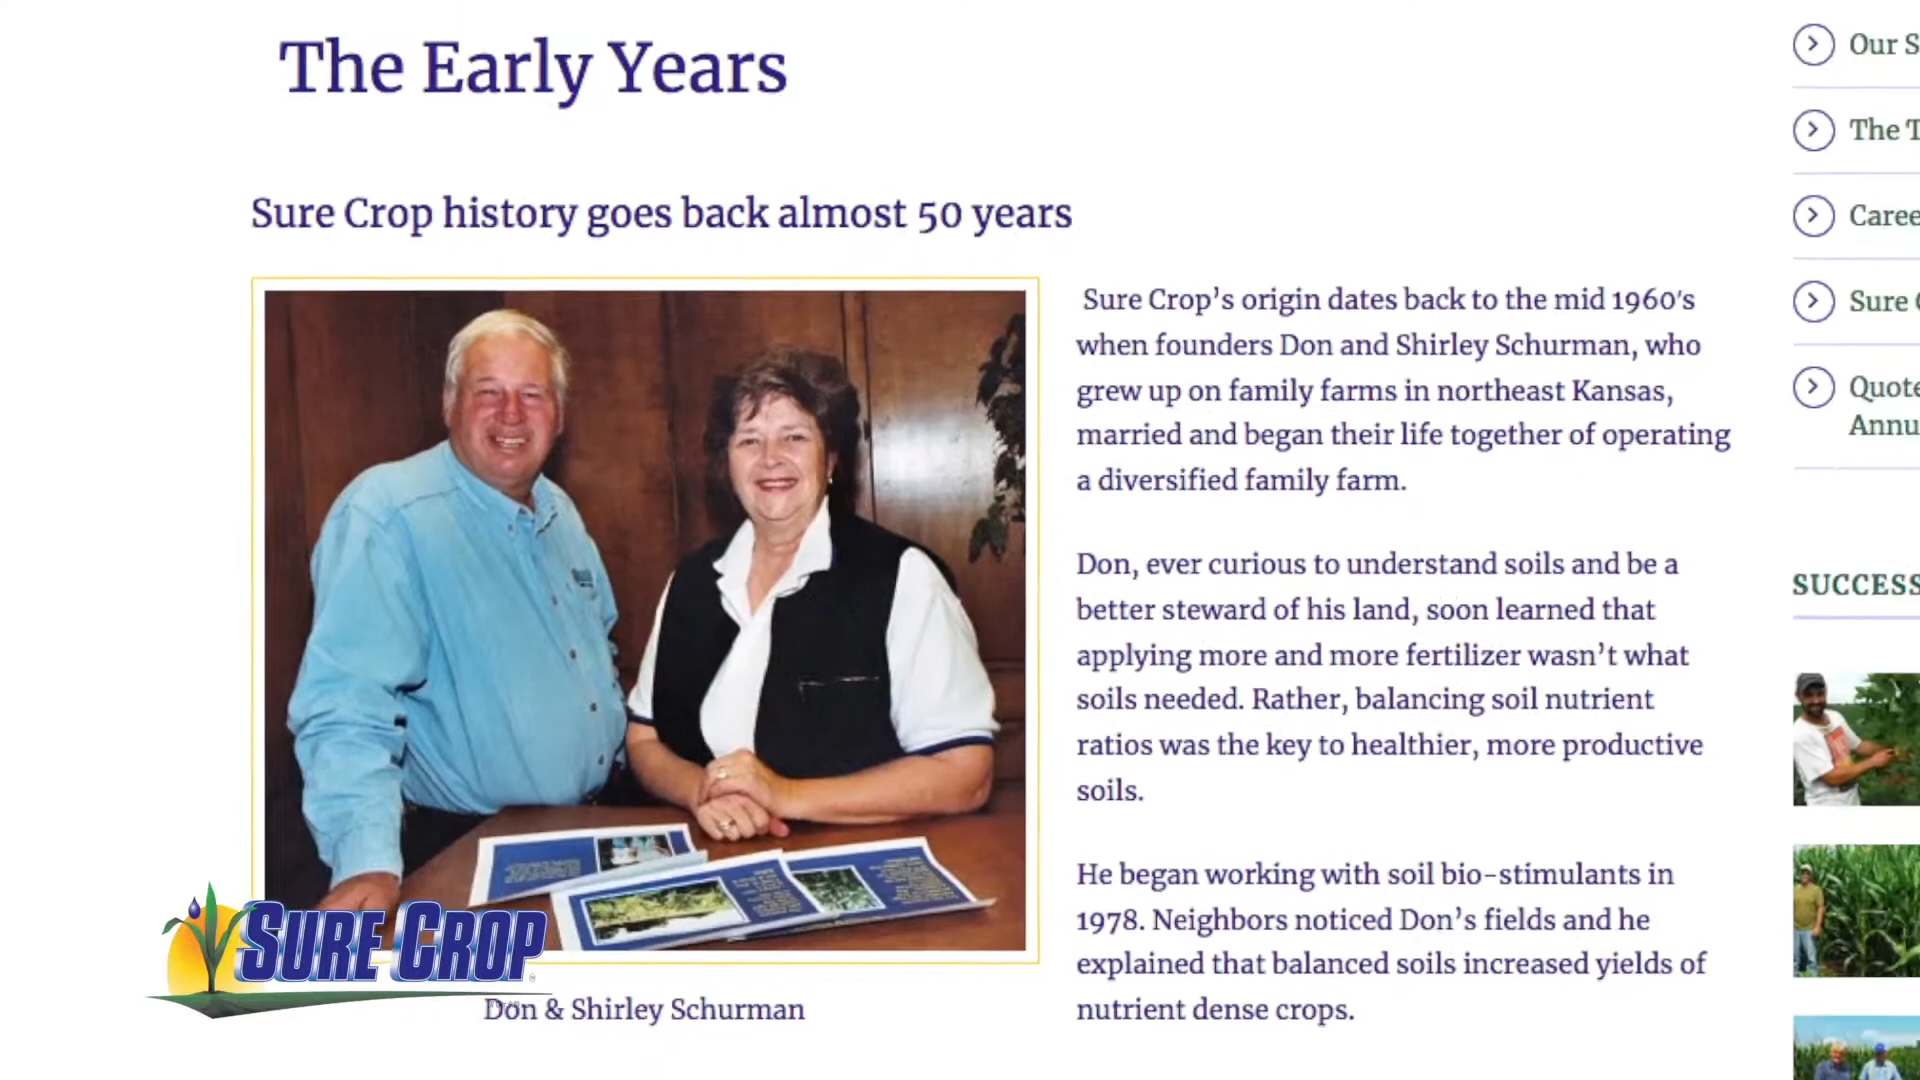 The Early Years
Sure Crop history goes back almost 50 years
Sure Crop’s origin dates back to the mid 1960's
when founders Don and Shirley Schurman, who
grew up on family farms in northeast Kansas,
married and began their life together of operating
a diversified family farm.
Don, ever curious to understand soils and be a
better steward of his land, soon learned that
applying more and more fertilizer wasn’t what
soils needed. Rather, balancing soil nutrient
ratios was the key to healthier, more productive
soils.
He began working with soil bio-stimulants in
1978. Neighbors noticed Don’s fields and he
explained that balanced soils increased yields of
nutrient dense crops.
SURE CROP
Don & Shirley Schurman
Our S
The T
Caree
Sure
Quote
Annu
SUCCESS